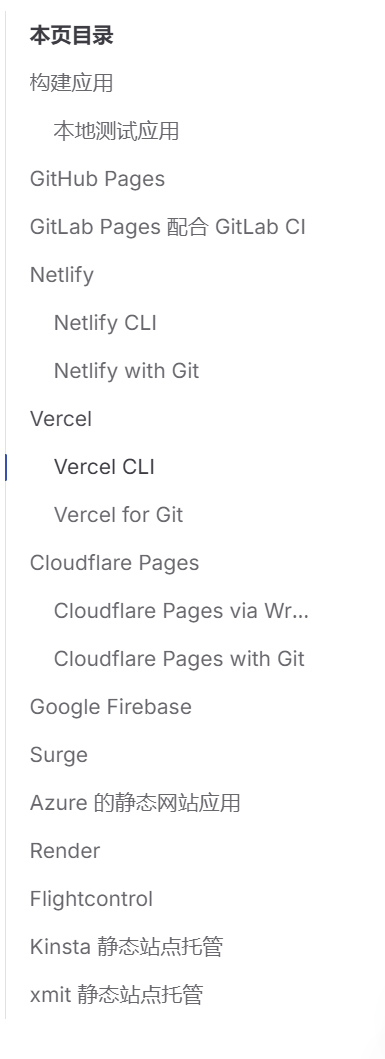 本页目录
构建应用
本地测试应用
GitHub Pages
GitLab Pages 配合 GitLab CI
Netlify
Netlify CLI
Netlify with Git
Vercel
Vercel CLI
Vercel for Git
Cloudflare Pages
Cloudflare Pages via Wr...
Cloudflare Pages with Git
Google Firebase
Surge
Azure 的静态网站应用
Render
Flightcontrol
Kinsta 静态站点托管
xmit 静态站点托管